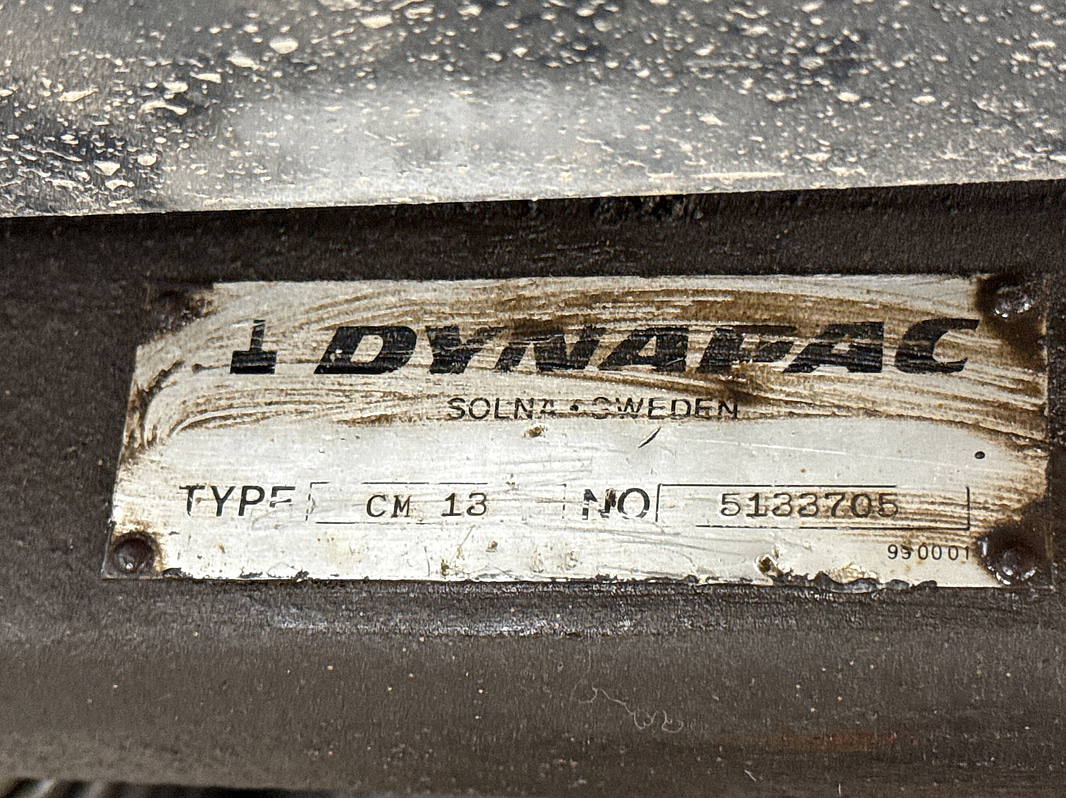 DYNAPAC
SOLNA • SWEDEN
TYPE CM 13 NO 5133705
990001